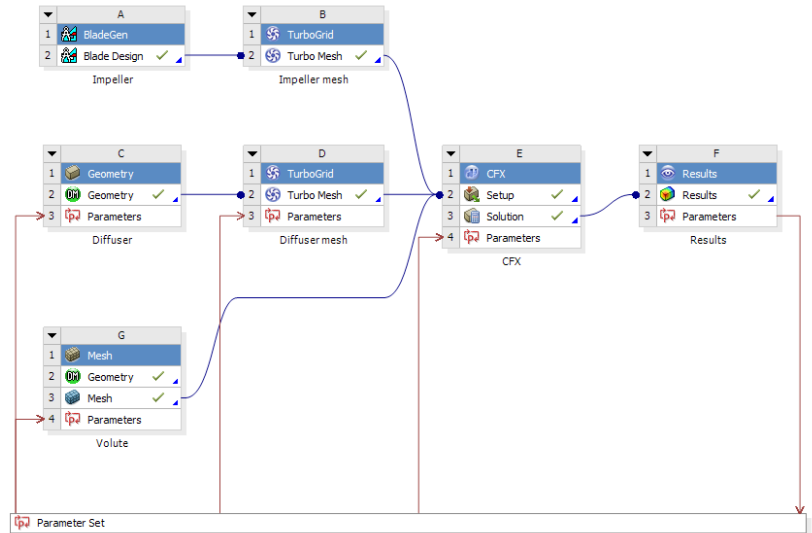 A
1 BladeGen
2 Blade Design
Impeller
B
1 TurboGrid
2 Turbo Mesh
Impeller mesh
C
1 Geometry
2 Geometry
3 Parameters
Diffuser
D
1 TurboGrid
2 Turbo Mesh
3 Parameters
Diffuser mesh
E
1 CFX
2 Setup
3 Solution
4 Parameters
CFX
F
1 Results
2 Results
3 Parameters
Results
G
1 Mesh
2 Geometry
3 Mesh
4 Parameters
Volute
Parameter Set